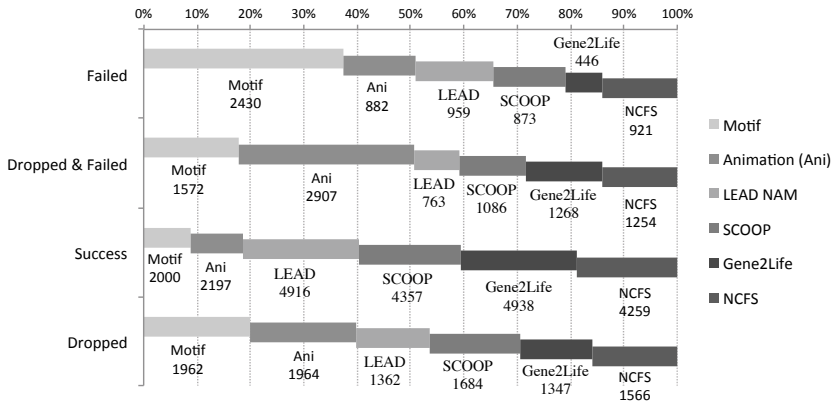 0% 10% 20% 30% 40% 50% 60% 70% 80% 90% 100%
Failed
Motif
2430
Ani
882
LEAD
959
SCOOP
873
Gene2Life
446
NCFS
921
Dropped & Failed
Motif
1572
Ani
2907
LEAD
763
SCOOP
1086
Gene2Life
1268
NCFS
1254
Success
Motif
2000
Ani
2197
LEAD
4916
SCOOP
4357
Gene2Life
4938
NCFS
4259
Dropped
Motif
1962
Ani
1964
LEAD
1362
SCOOP
1684
Gene2Life
1347
NCFS
1566
Motif
Animation (Ani)
LEAD NAM
SCOOP
Gene2Life
NCFS